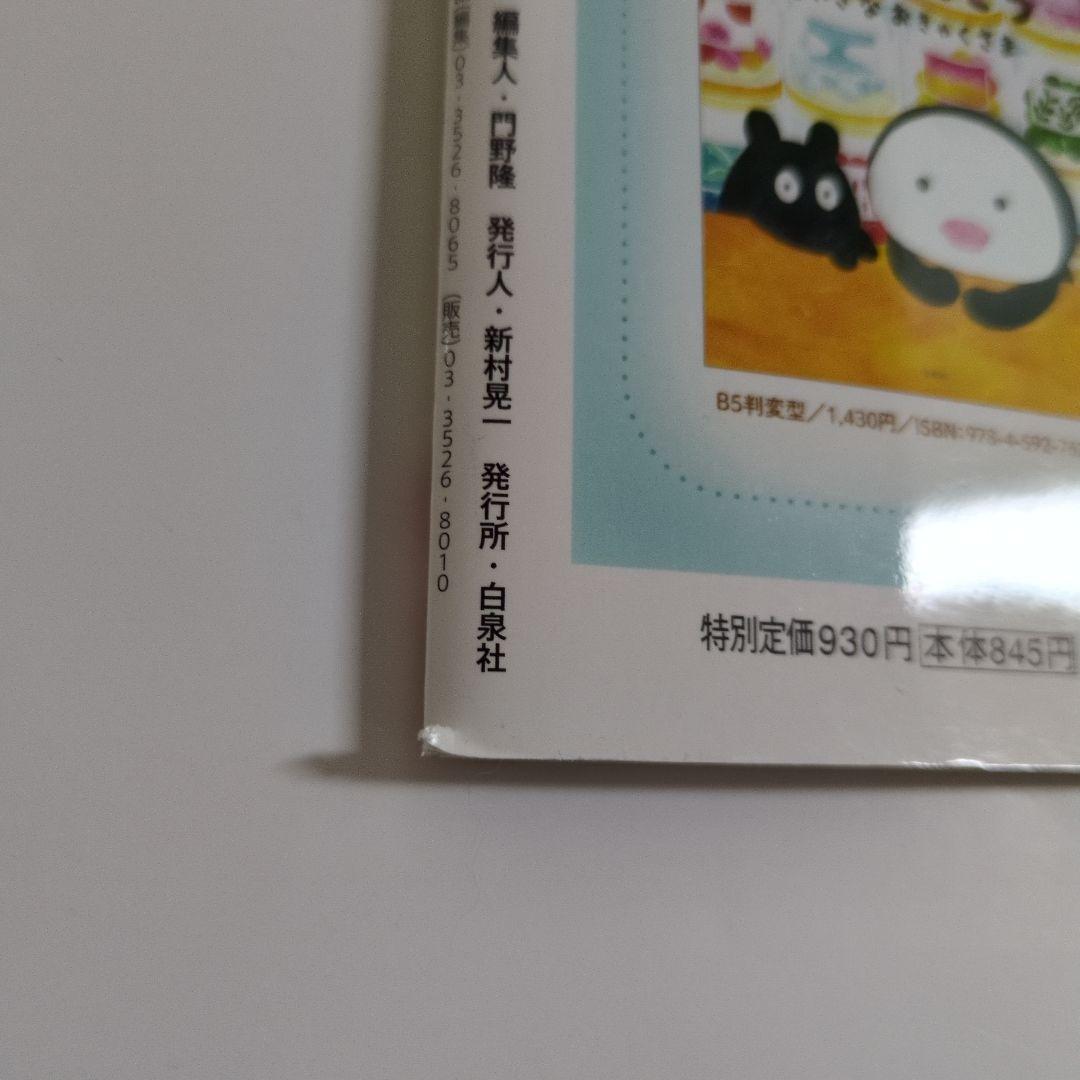 編集人・門野隆　発行人・新村晃一　発行所・白泉社
(編集)03-3526-8065 (販売)03-3526-8010
B5判変型/1,430円/ISBN:978-4-592-76
特別定価930円 本体845円